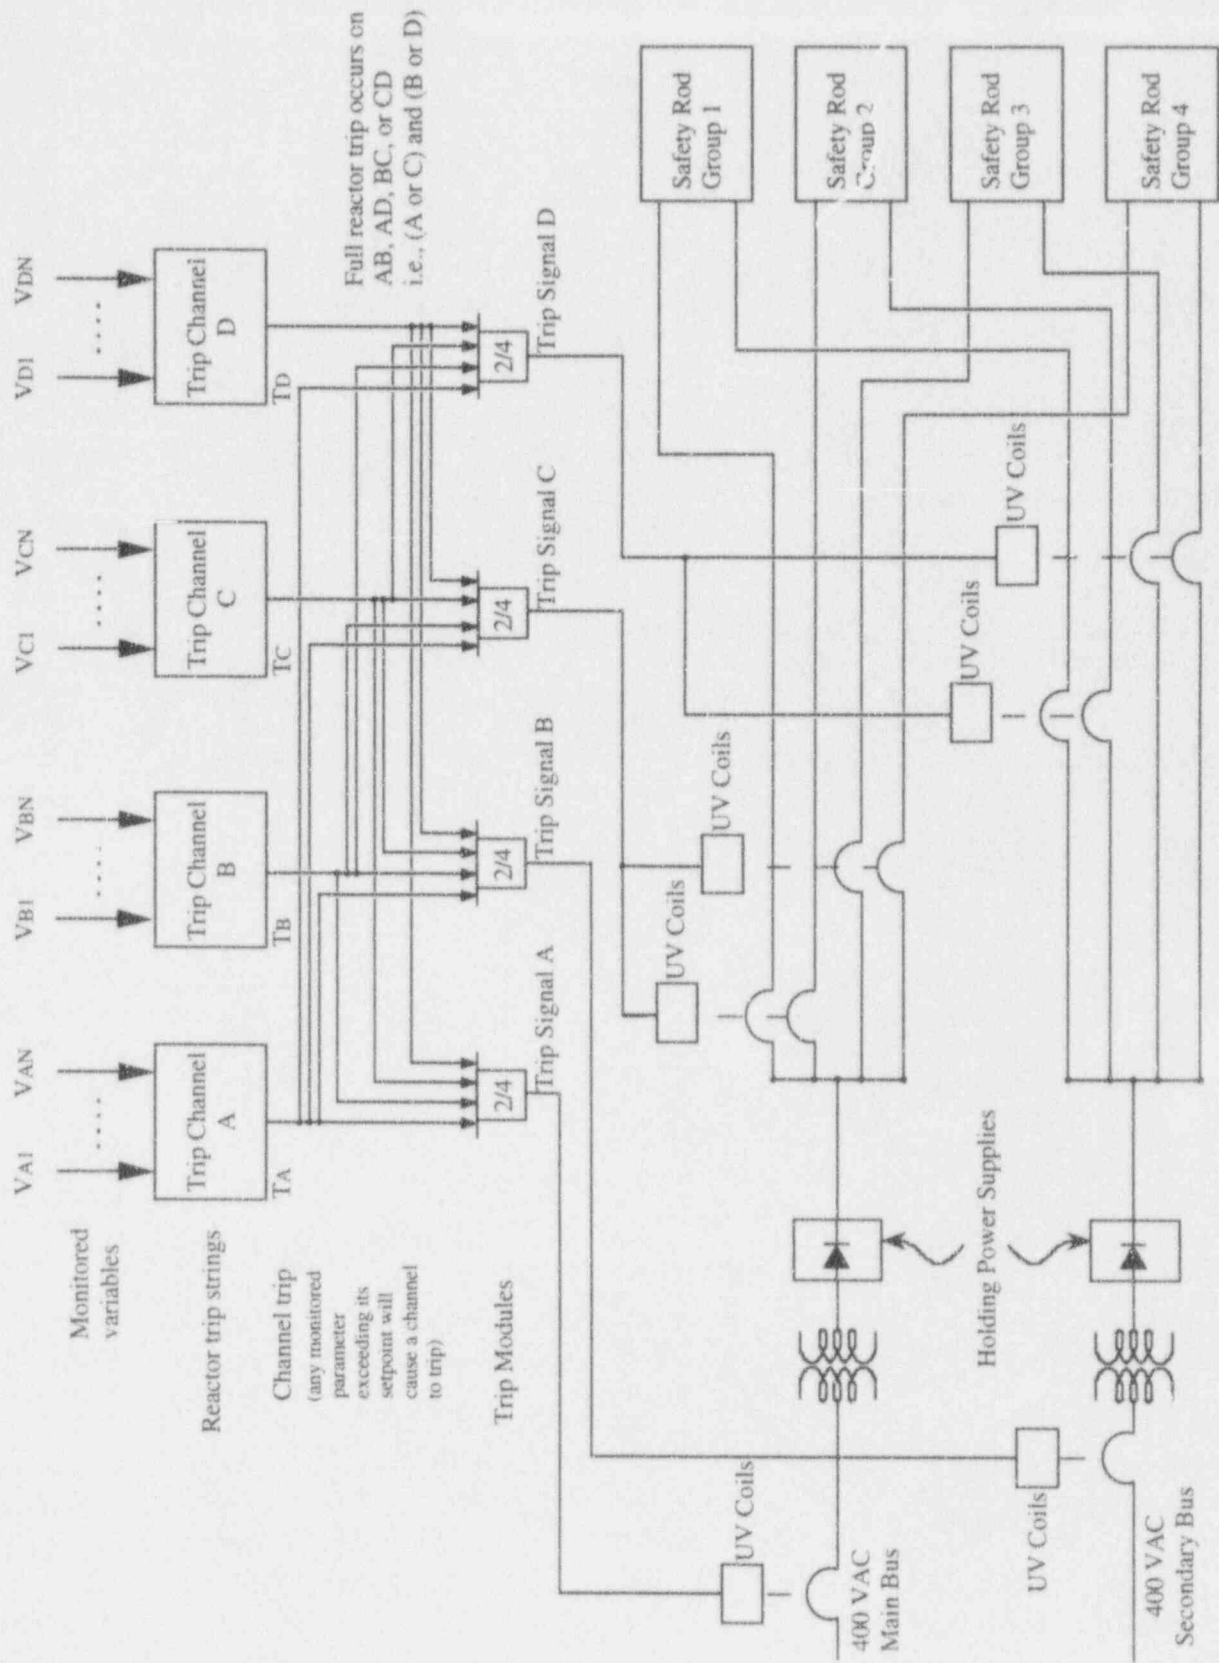 VA1
VAN
VB1
VBN
VC1
VCN
VD1
VDN
Monitored
variables
Trip Channel
A
Trip Channel
B
Trip Channel
C
Trip Channel
D
Reactor trip strings
TA
TB
TC
TD
Channel trip
(any monitored
parameter
exceeding its
setpoint will
cause a channel
to trip)
Full reactor trip occurs on
AB, AD, BC, or CD
i.e., (A or C) and (B or D)
Trip Modules
2/4
2/4
2/4
2/4
Trip Signal A
Trip Signal B
Trip Signal C
Trip Signal D
UV Coils
UV Coils
UV Coils
UV Coils
UV Coils
UV Coils
Safety Rod
Group 1
Safety Rod
Group 2
Safety Rod
Group 3
Safety Rod
Group 4
400 VAC
Main Bus
Holding Power Supplies
400 VAC
Secondary Bus